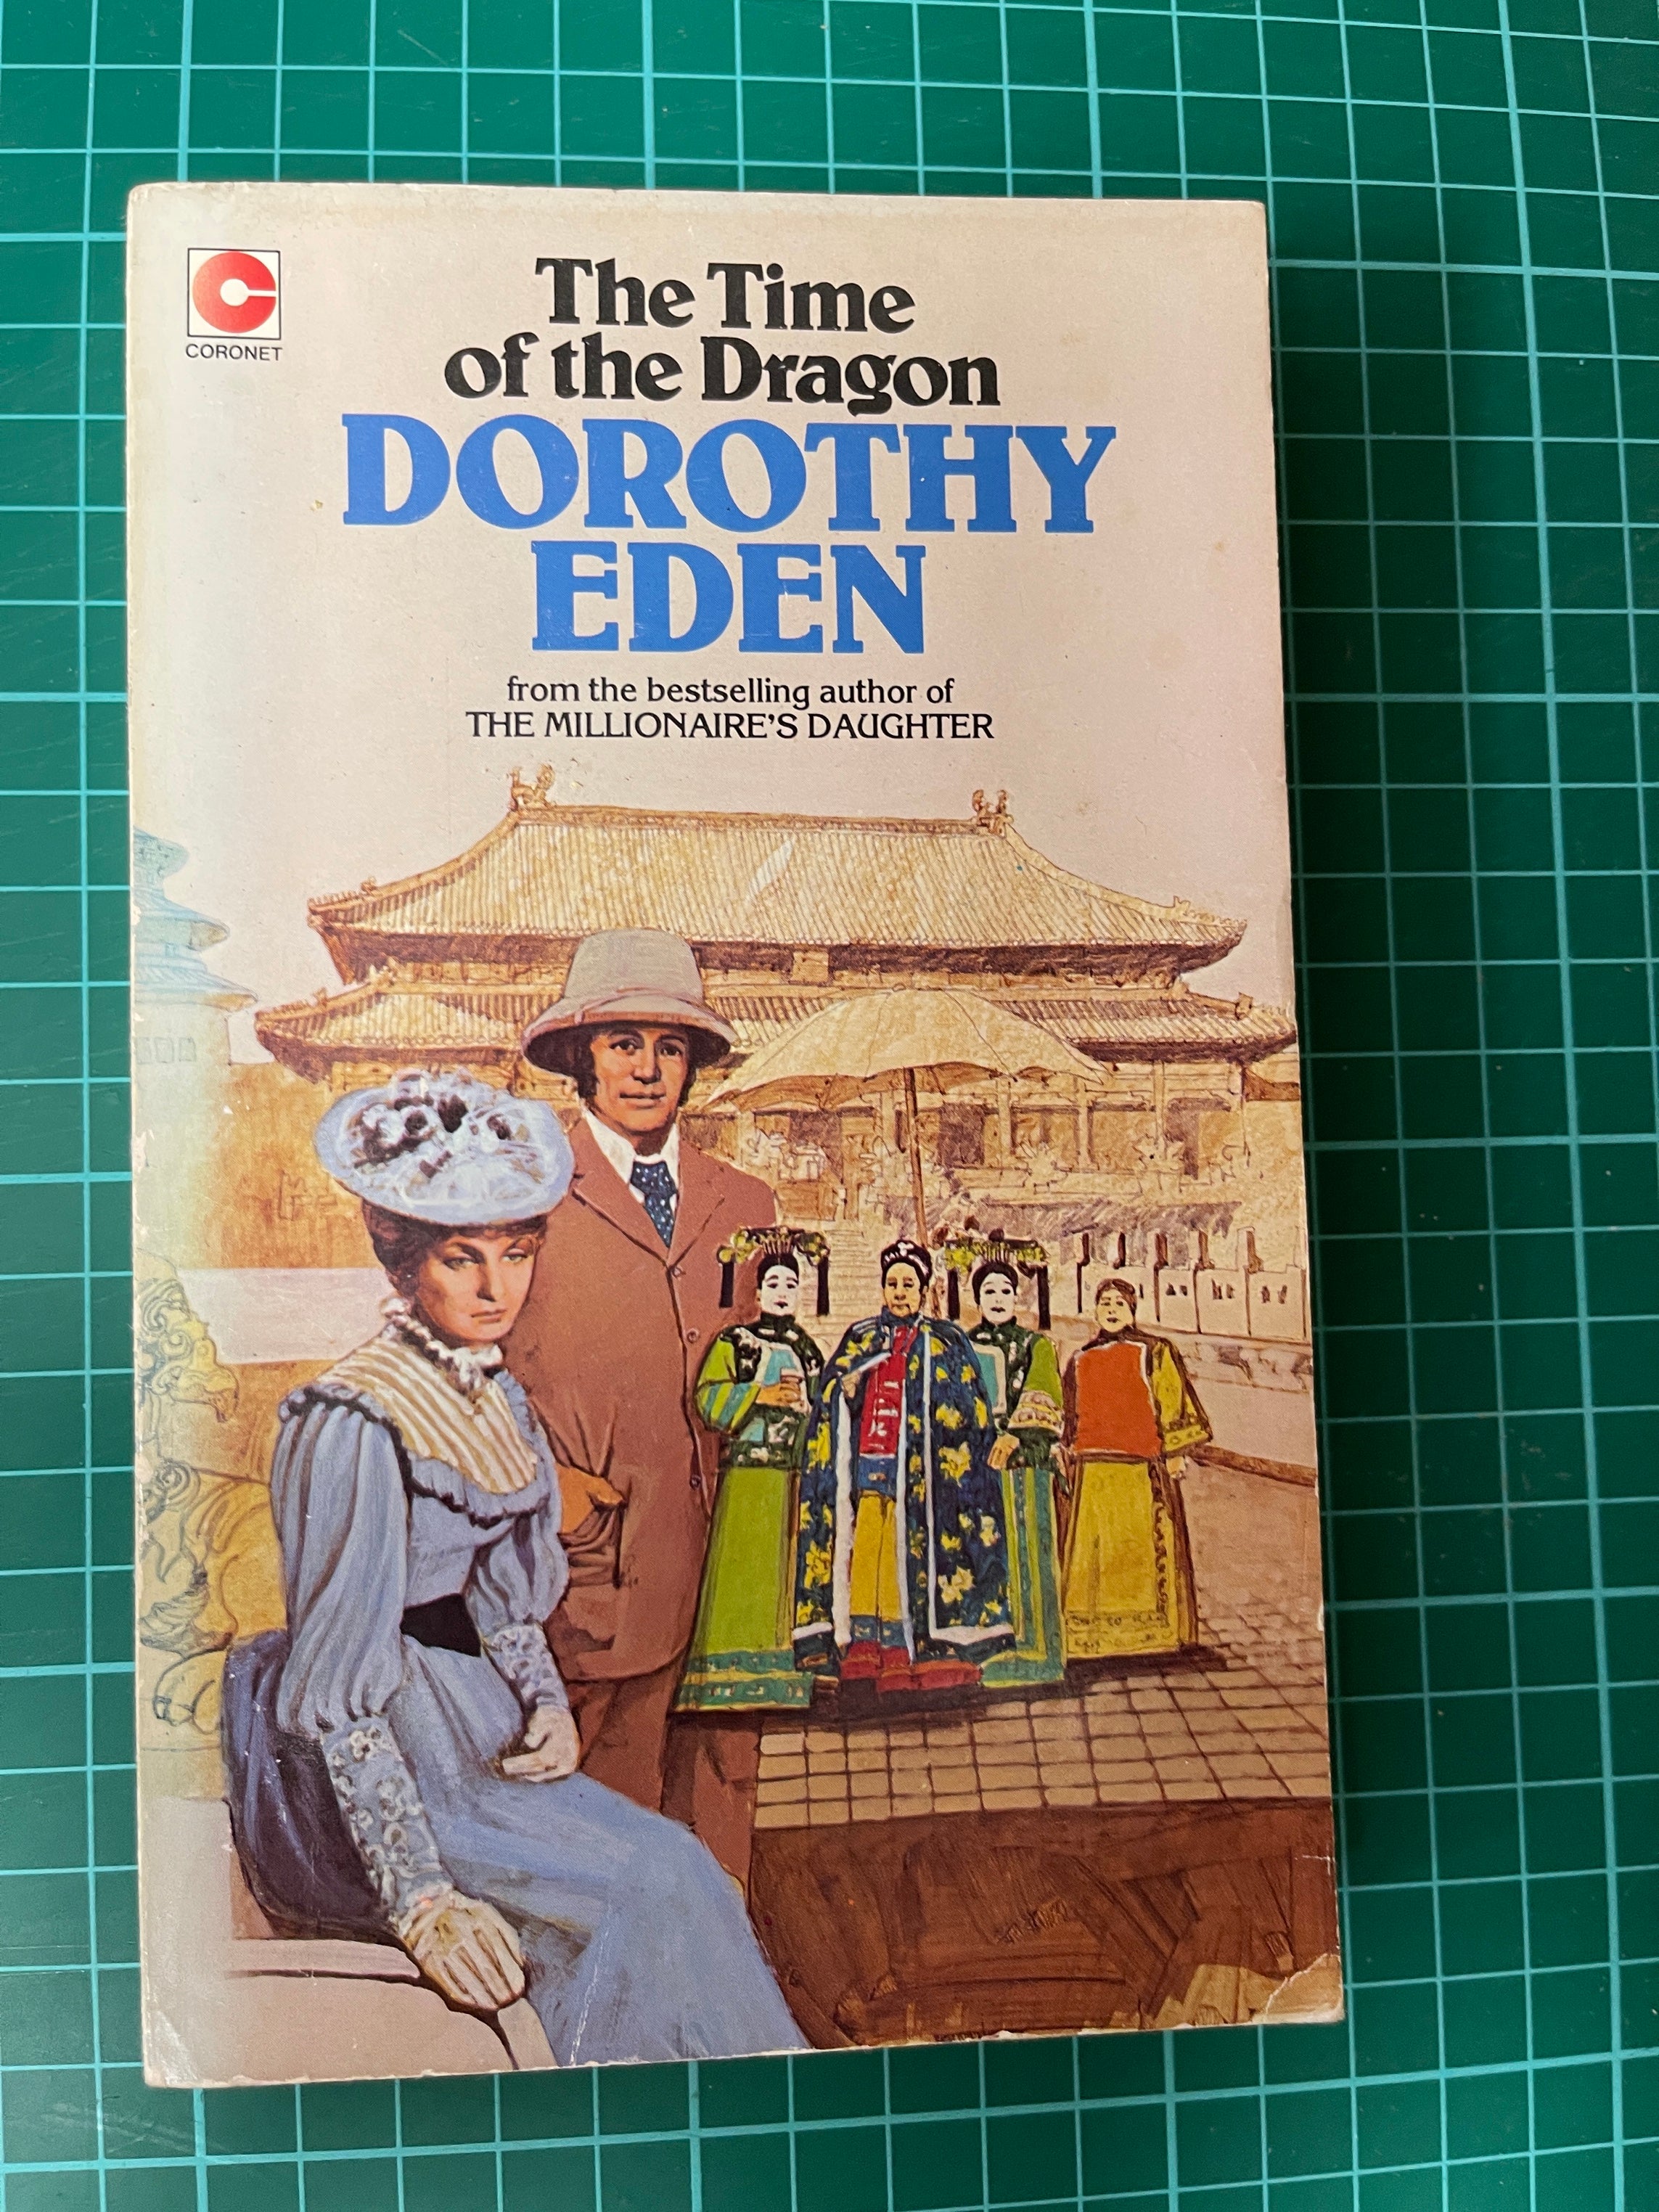 CORONET
The Time
of the Dragon
DOROTHY
EDEN
from the bestselling author of
THE MILLIONAIRE'S DAUGHTER